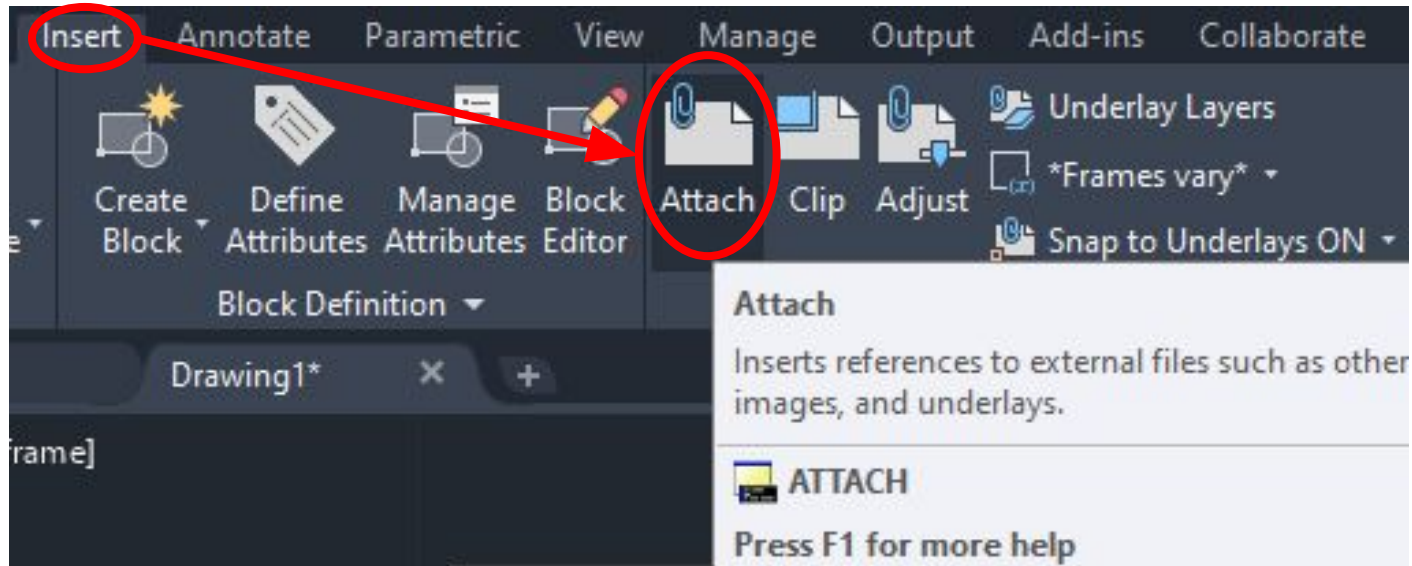 Insert Annotate Parametric View Manage Output Add-ins Collaborate
Create Block
Define Attributes
Manage Attributes
Block Editor
Attach
Clip
Adjust
Underlay Layers
*Frames vary*
Snap to Underlays ON
e
Block Definition
Drawing1*
rame]
Attach
Inserts references to external files such as other
images, and underlays.
ATTACH
Press F1 for more help